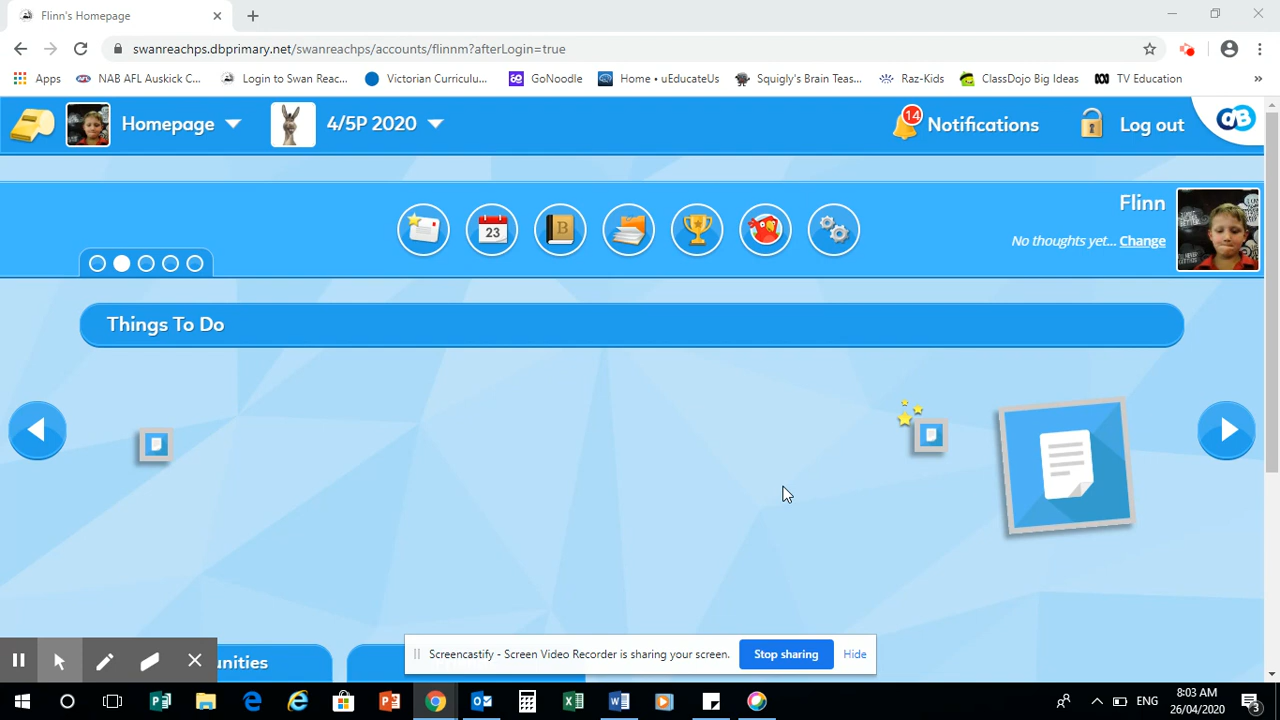 Flinn's Homepage
swanreachps.dbprimary.net/swanreachps/accounts/flinnm?afterLogin=true
Apps NAB AFL Auskick C... Login to Swan Reac... Victorian Curriculu... GoNoodle Home • uEducateUs Squigly's Brain Teas... Raz-Kids ClassDojo Big Ideas TV Education »
Homepage 4/5P 2020 14 Notifications Log out
23 B
Flinn
No thoughts yet... Change
Things To Do
unities
Screencastify - Screen Video Recorder is sharing your screen. Stop sharing Hide
ENG
8:03 AM
26/04/2020
3